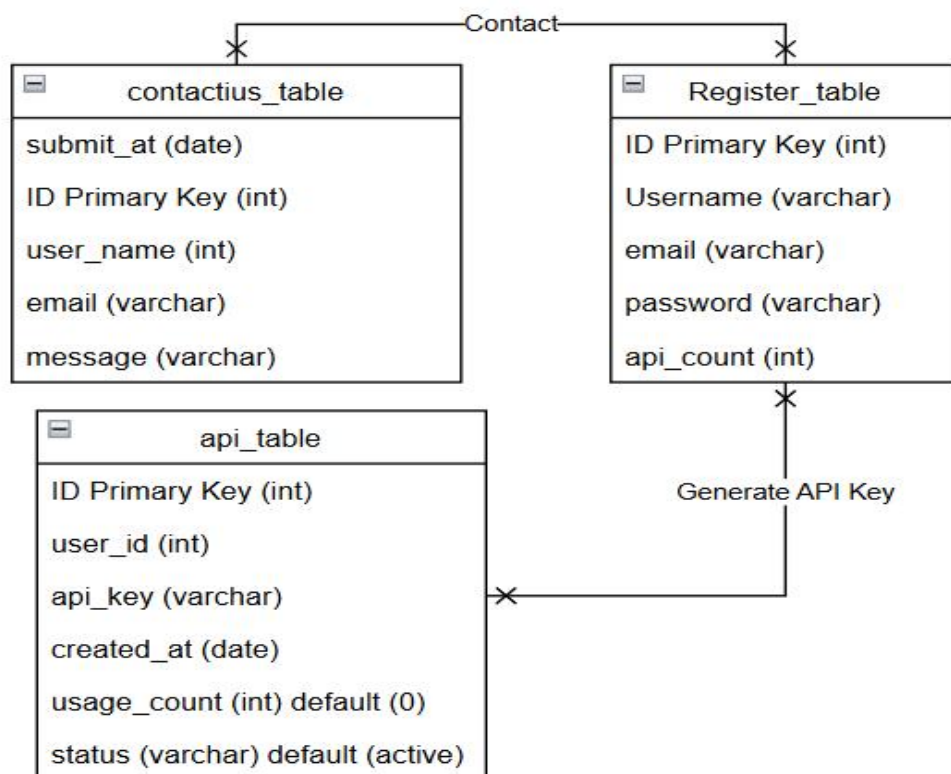 Contact
contactius_table
submit_at (date)
ID Primary Key (int)
user_name (int)
email (varchar)
message (varchar)
Register_table
ID Primary Key (int)
Username (varchar)
email (varchar)
password (varchar)
api_count (int)
Generate API Key
api_table
ID Primary Key (int)
user_id (int)
api_key (varchar)
created_at (date)
usage_count (int) default (0)
status (varchar) default (active)